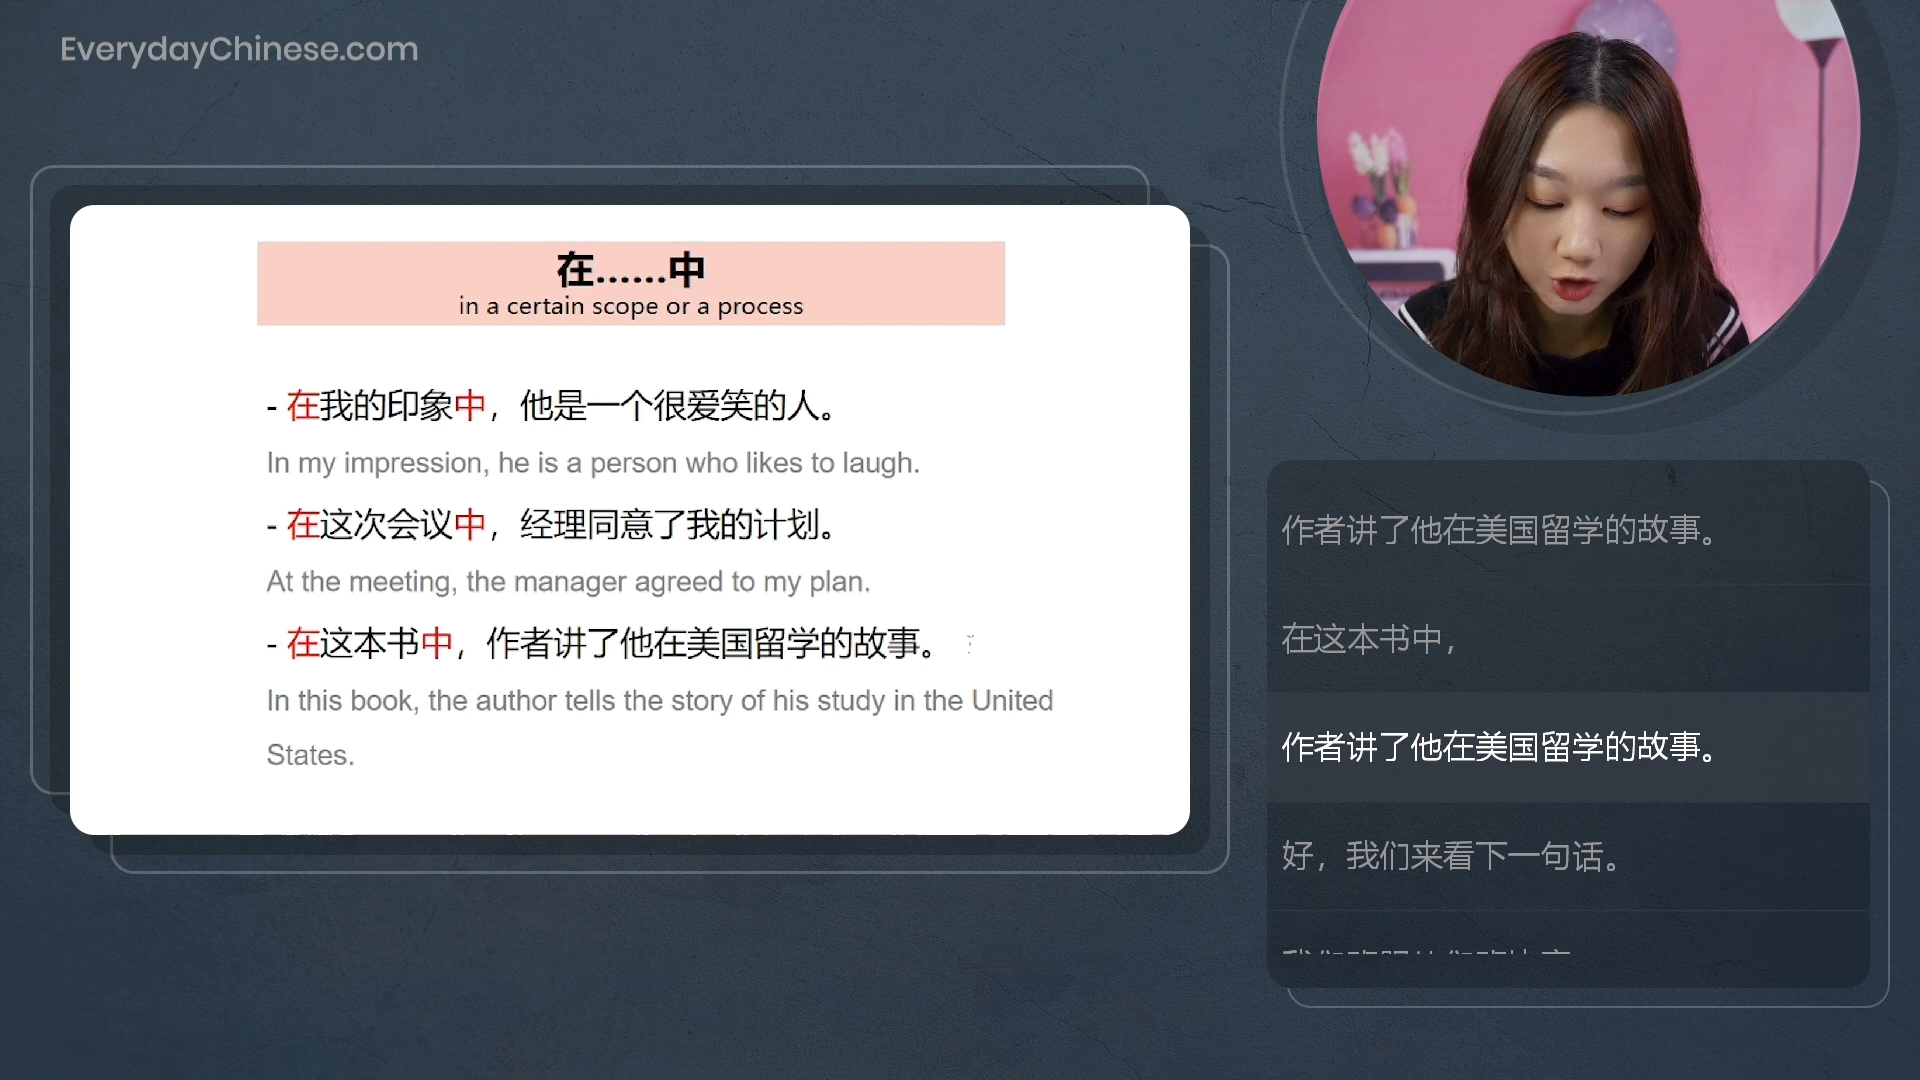 EverydayChinese.com
在……中
in a certain scope or a process
- 在我的印象中，他是一个很爱笑的人。
In my impression, he is a person who likes to laugh.
- 在这次会议中，经理同意了我的计划。
At the meeting, the manager agreed to my plan.
- 在这本书中，作者讲了他在美国留学的故事。
In this book, the author tells the story of his study in the United
States.
作者讲了他在美国留学的故事。
在这本书中，
作者讲了他在美国留学的故事。
好，我们来看下一句话。